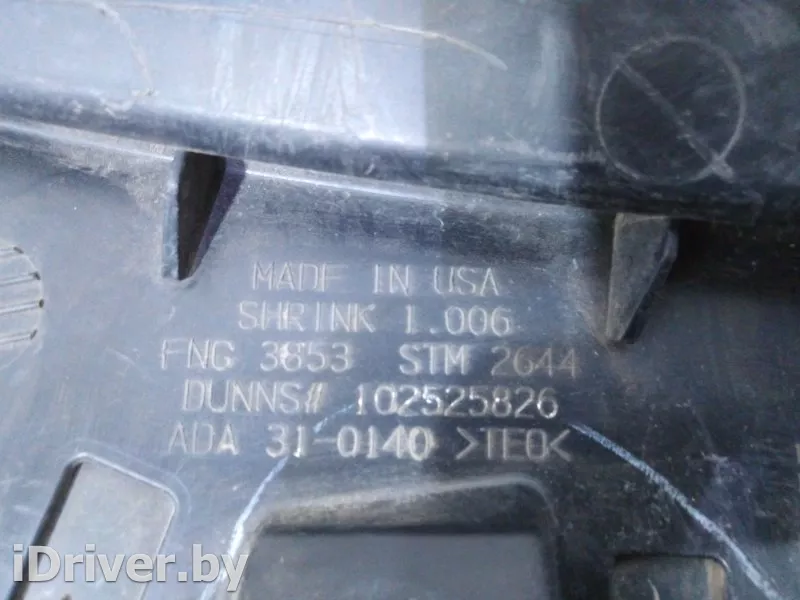 MADE IN USA
SHRINK 1.006
FNG 3853 STM 2644
DUNNS// 102525826
ADA 31-0140 >TEO<
iDriver.by